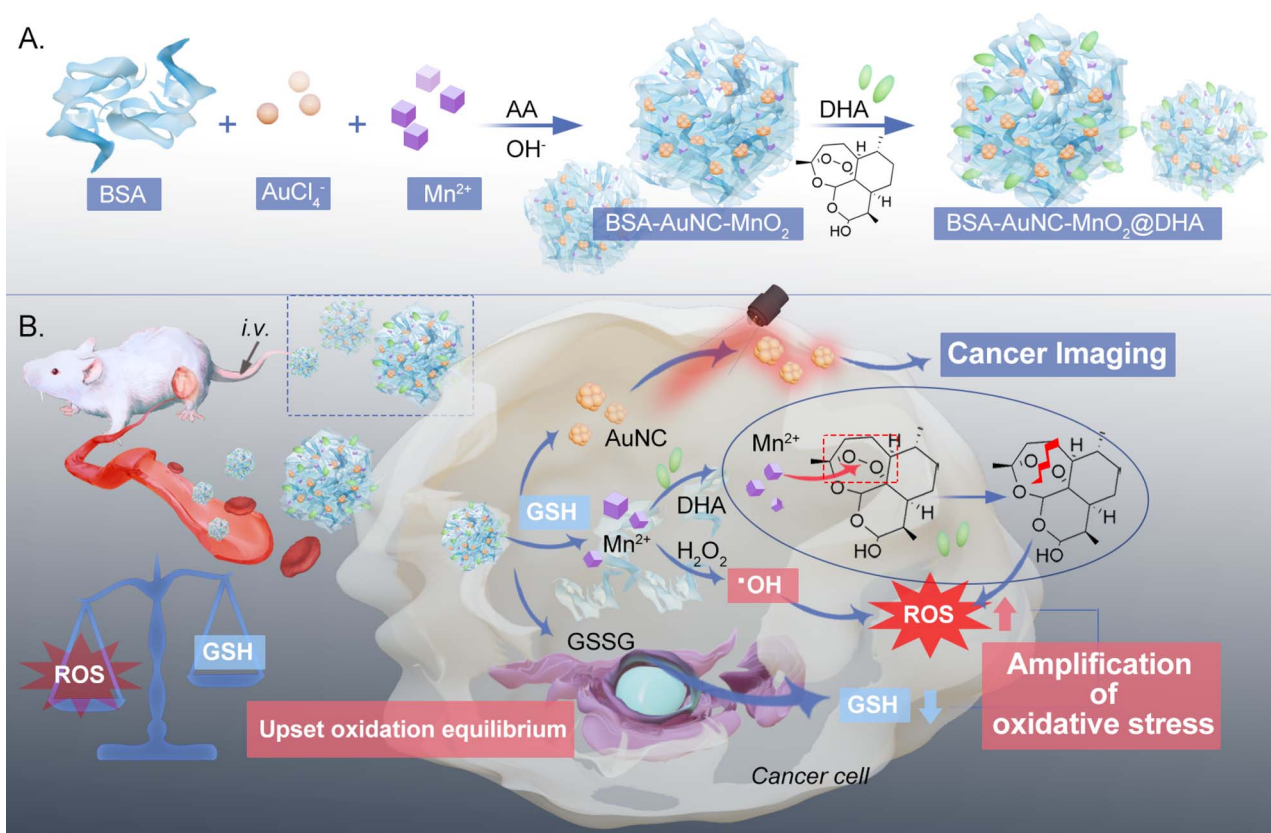 A.
BSA
+
AuCl₄⁻
+
Mn²⁺
AA
OH⁻
BSA-AuNC-MnO₂
DHA
O
O
O
O
HO
H
H
BSA-AuNC-MnO₂@DHA
B.
i.v.
Cancer Imaging
AuNC
Mn²⁺
O
O
O
O
HO
H
H
O
O
O
O
HO
H
H
GSH
DHA
Mn²⁺
H₂O₂
•OH
ROS
GSSG
ROS
GSH
GSH
Upset oxidation equilibrium
Amplification
of
oxidative stress
Cancer cell